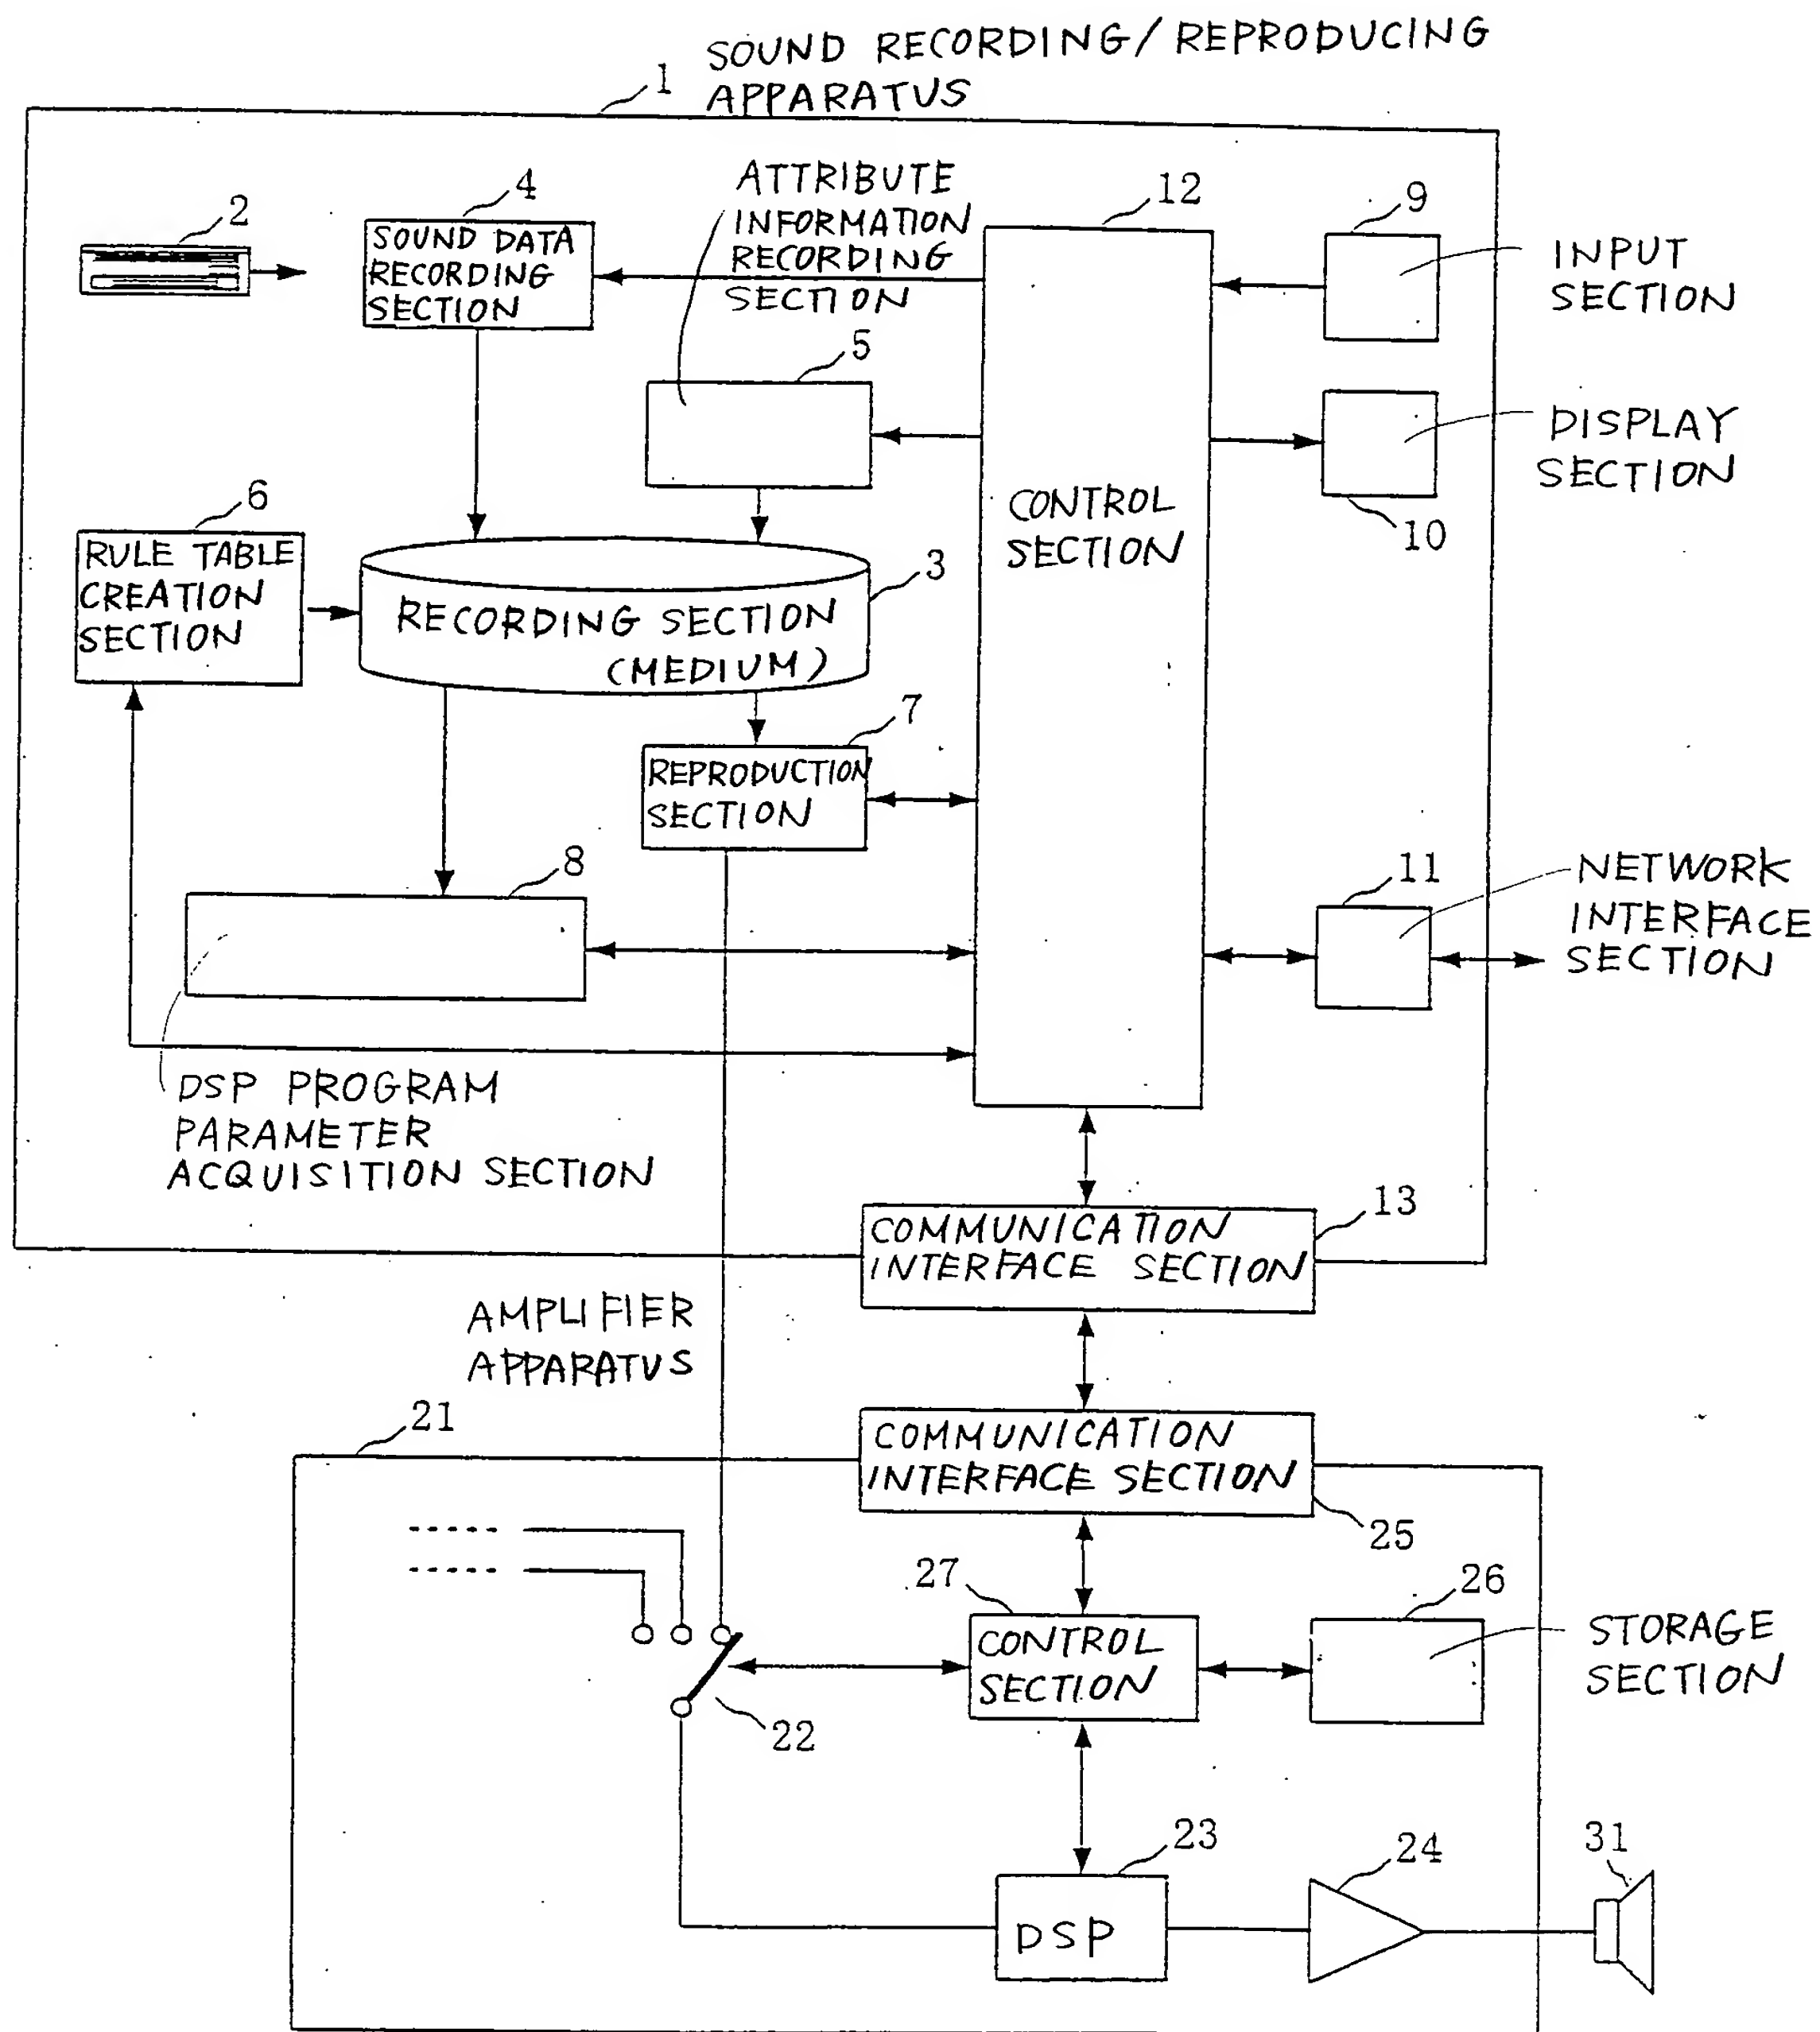 SOUND RECORDING/REPRODUCING
APPARATUS
1
2
4
SOUND DATA
RECORDING
SECTION
ATTRIBUTE
INFORMATION
RECORDING
SECTION
5
12
CONTROL
SECTION
9
INPUT
SECTION
DISPLAY
SECTION
10
6
RULE TABLE
CREATION
SECTION
3
RECORDING SECTION
(MEDIUM)
7
REPRODUCTION
SECTION
8
DSP PROGRAM
PARAMETER
ACQUISITION SECTION
11
NETWORK
INTERFACE
SECTION
13
COMMUNICATION
INTERFACE SECTION
AMPLIFIER
APPARATUS
21
COMMUNICATION
INTERFACE SECTION
25
27
CONTROL
SECTION
26
STORAGE
SECTION
22
23
DSP
24
31